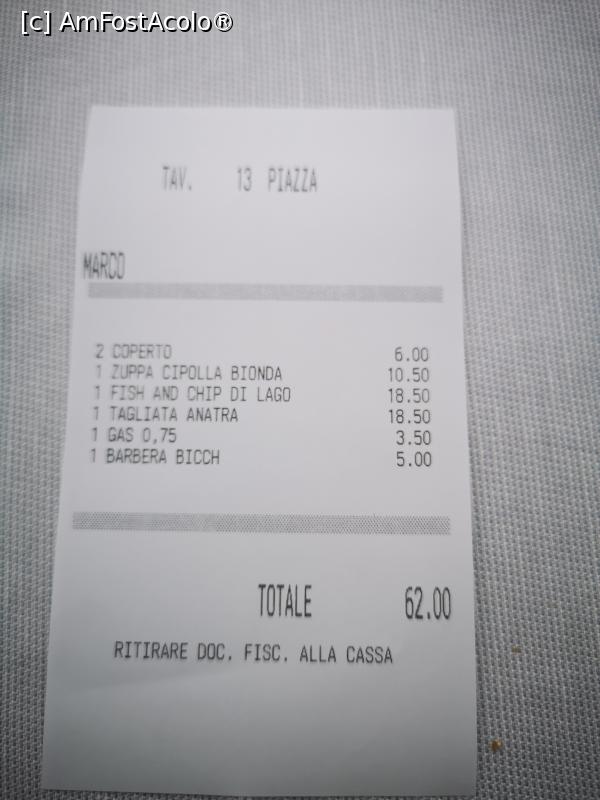 [c] AmFostAcolo®
TAV. 13 PIAZZA
MARCO
2 COPERTO 6.00
1 ZUPPA CIPOLLA BIONDA 10.50
1 FISH AND CHIP DI LAGO 18.50
1 TAGLIATA ANATRA 18.50
1 GAS 0,75 3.50
1 BARBERA BICCH 5.00
TOTALE 62.00
RITIRARE DOC. FISC. ALLA CASSA